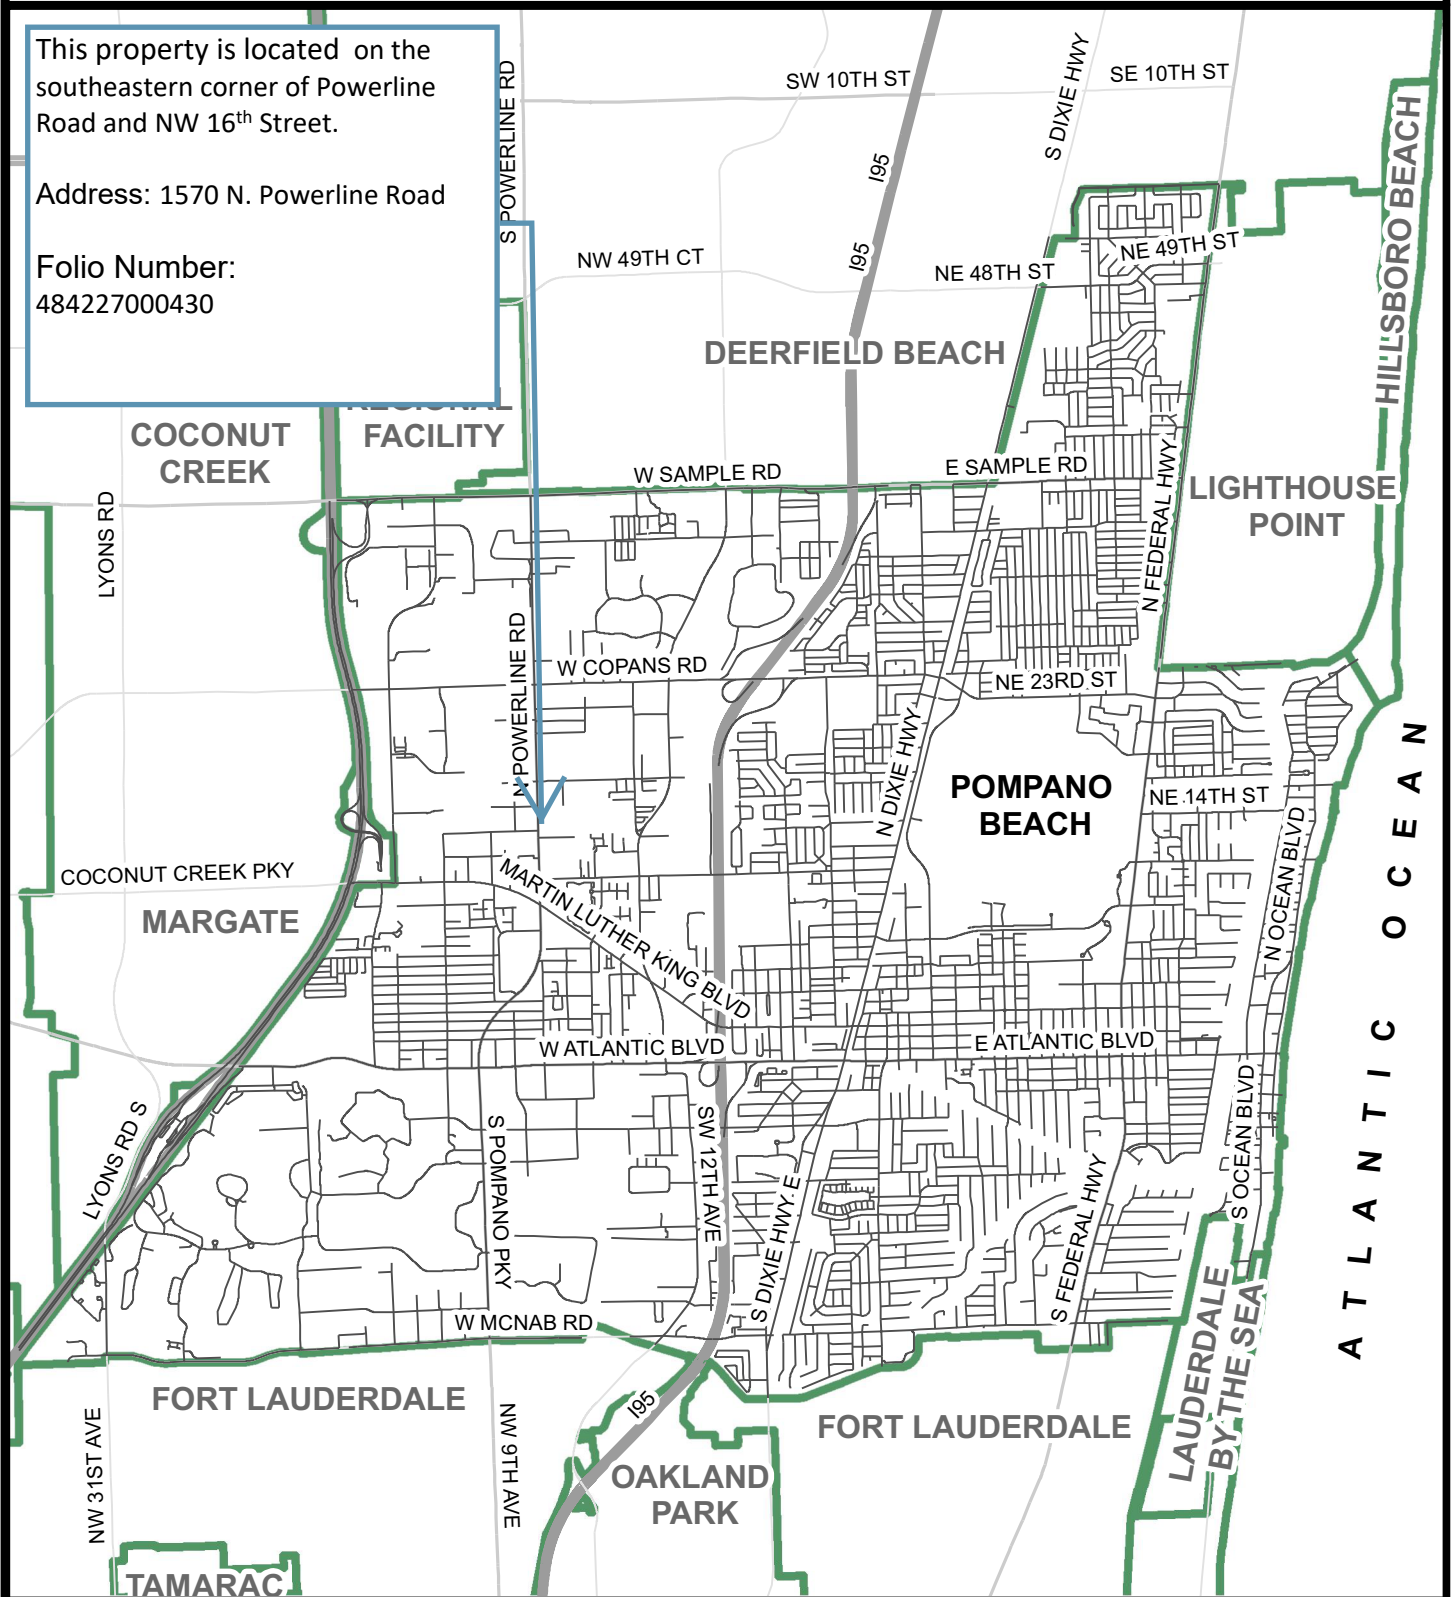 This property is located on the
southeastern corner of Powerline
Road and NW 16th Street.
Address: 1570 N. Powerline Road
Folio Number:
484227000430
S POWERLINE RD
SW 10TH ST
SE 10TH ST
S DIXIE HWY
I95
HILLSBORO BEACH
NW 49TH CT
I95
NE 48TH ST
NE 49TH ST
DEERFIELD BEACH
REGIONAL
FACILITY
COCONUT
CREEK
W SAMPLE RD
E SAMPLE RD
LIGHTHOUSE
POINT
LYONS RD
N FEDERAL HWY
N POWERLINE RD
W COPANS RD
NE 23RD ST
N DIXIE HWY
POMPANO
BEACH
NE 14TH ST
ATLANTIC OCEAN
COCONUT CREEK PKY
MARTIN LUTHER KING BLVD
MARGATE
N OCEAN BLVD
W ATLANTIC BLVD
E ATLANTIC BLVD
LYONS RD S
S POMPANO PKY
SW 12TH AVE
S DIXIE HWY E
S FEDERAL HWY
S OCEAN BLVD
W MCNAB RD
LAUDERDALE
BY THE SEA
FORT LAUDERDALE
I95
FORT LAUDERDALE
NW 31ST AVE
NW 9TH AVE
OAKLAND
PARK
TAMARAC